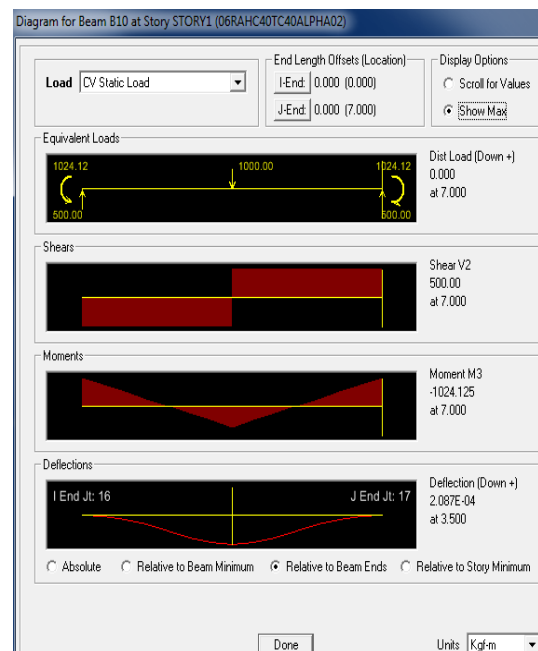 Diagram for Beam B10 at Story STORY1 (06RAHC40TC40ALPHA02)
Load CV Static Load
End Length Offsets (Location)
I-End: 0.000 (0.000)
J-End: 0.000 (7.000)
Display Options
Scroll for Values
Show Max
Equivalent Loads
1024.12 1000.00 1024.12
500.00 500.00
Dist Load (Down +)
0.000
at 7.000
Shears
Shear V2
500.00
at 7.000
Moments
Moment M3
-1024.125
at 7.000
Deflections
I End Jt: 16 J End Jt: 17
Deflection (Down +)
2.087E-04
at 3.500
Absolute Relative to Beam Minimum Relative to Beam Ends Relative to Story Minimum
Done Units Kgf-m